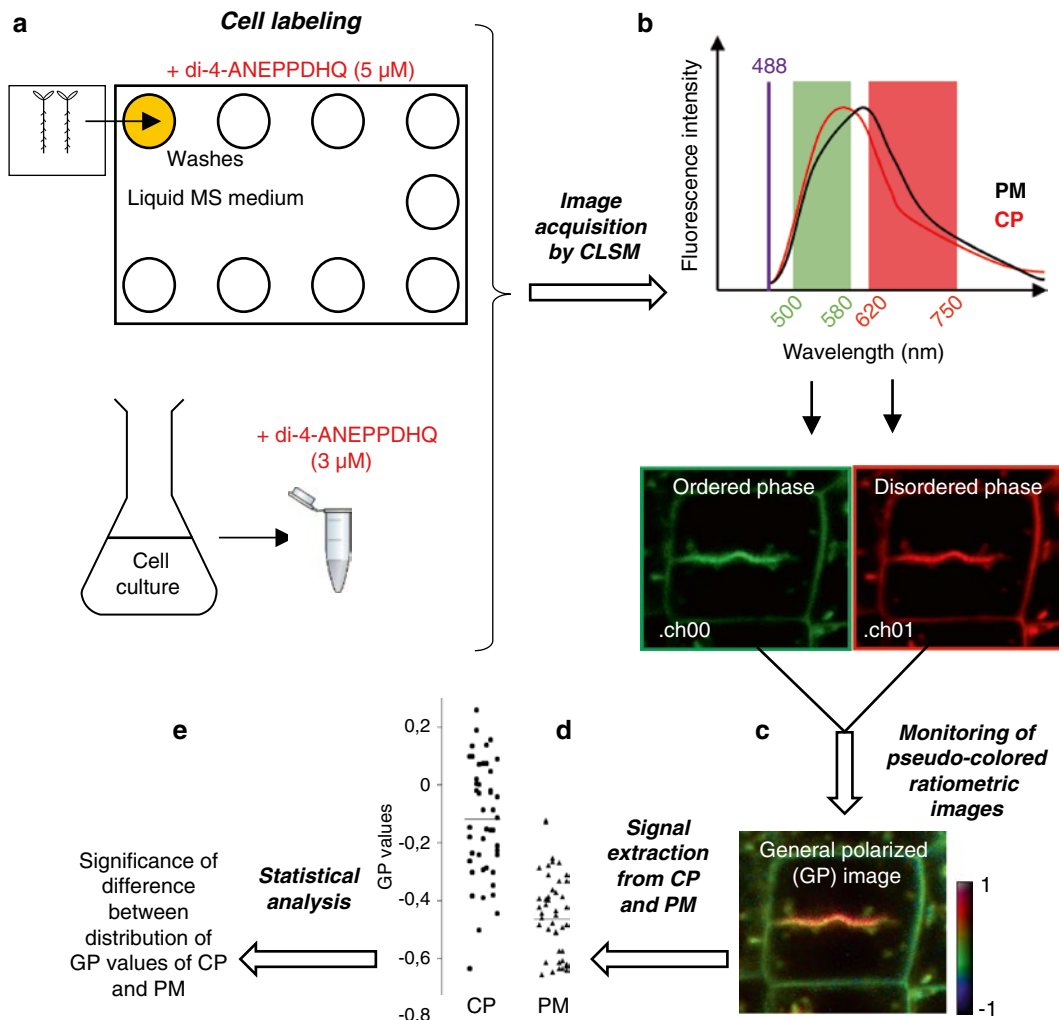 a
Cell labeling
+ di-4-ANEPPDHQ (5 µM)
Washes
Liquid MS medium
+ di-4-ANEPPDHQ
(3 µM)
Cell
culture
Image
acquisition
by CLSM
b
488
Fluorescence intensity
PM
CP
500
580
620
750
Wavelength (nm)
Ordered phase
.ch00
Disordered phase
.ch01
c
Monitoring of
pseudo-colored
ratiometric
images
General polarized
(GP) image
1
-1
d
Signal
extraction
from CP
and PM
GP values
0,2
0
-0.2
-0.4
-0,6
-0.8
CP
PM
e
Statistical
analysis
Significance of
difference
between
distribution of
GP values of CP
and PM